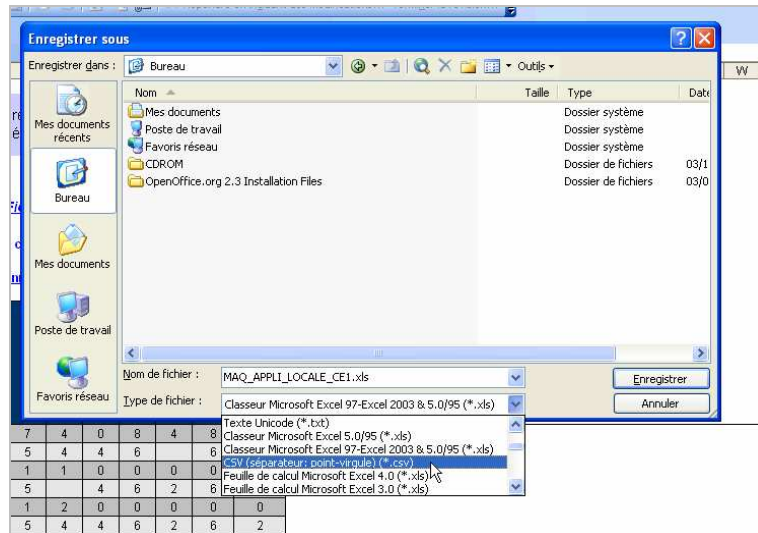 Enregistrer sous
Enregistrer dans :
Bureau
Outils
W
Nom
Taille
Type
Date
Mes documents récents
Bureau
Mes documents
Poste de travail
Favoris réseau
Mes documents
Dossier système
Poste de travail
Dossier système
Favoris réseau
Dossier système
CDROM
Dossier de fichiers
03/1
OpenOffice.org 2.3 Installation Files
Dossier de fichiers
03/0
Nom de fichier :
MAQ_APPLI_LOCALE_CE1.xls
Enregistrer
Type de fichier :
Classeur Microsoft Excel 97-Excel 2003 & 5.0/95 (*.xls)
Annuler
Texte Unicode (*.txt)
Classeur Microsoft Excel 5.0/95 (*.xls)
Classeur Microsoft Excel 97-Excel 2003 & 5.0/95 (*.xls)
CSV (séparateur: point-virgule) (*.csv)
Feuille de calcul Microsoft Excel 4.0 (*.xls)
Feuille de calcul Microsoft Excel 3.0 (*.xls)
7 4 0 8 4 8
5 4 4 6 6
1 1 0 0 0 0
5 4 6 2 6
1 2 0 0 0 0 0
5 4 4 6 2 6 2